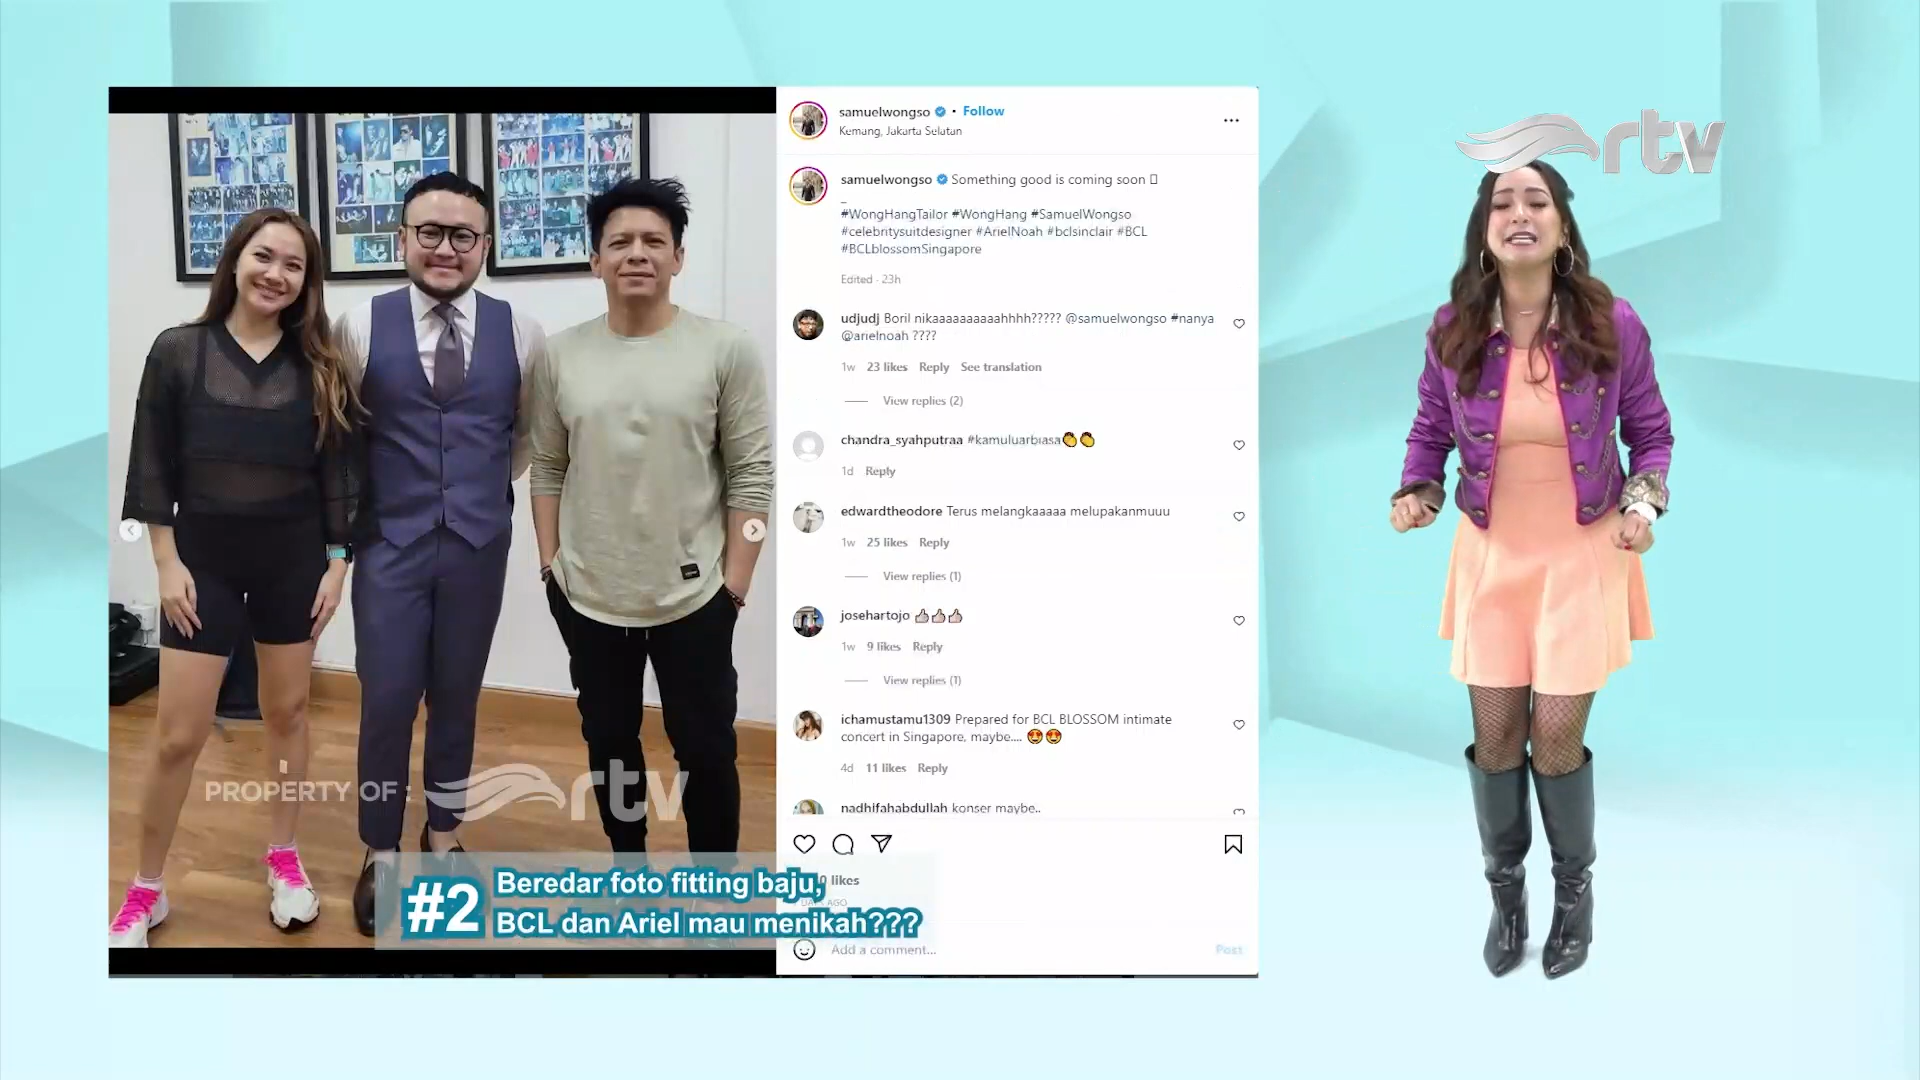 samuelwongso • Follow
Kemang, Jakarta Selatan
samuelwongso Something good is coming soon
_
#WongHangTailor #WongHang #SamuelWongso
#celebritysuitdesigner #ArielNoah #bclsinclair #BCL
#BCLblossomSingapore
Edited · 23h
udjudj Boril nikaaaaaaaaaahhhh????? @samuelwongso #nanya
@arielnoah ????
1w 23 likes Reply See translation
View replies (2)
chandra_syahputraa #kamuluarbiasa👏👏
1d Reply
edwardtheodore Terus melangkaaaaa melupakanmuuu
1w 25 likes Reply
View replies (1)
josehartojo 👍🏻👍🏻👍🏻
1w 9 likes Reply
View replies (1)
ichamustamu1309 Prepared for BCL BLOSSOM intimate
concert in Singapore, maybe.... 😍😍
4d 11 likes Reply
nadhifahabdullah konser maybe..
likes
AGO
Add a comment...
Post
PROPERTY OF : rtv
#2 Beredar foto fitting baju,
BCL dan Ariel mau menikah???
rtv